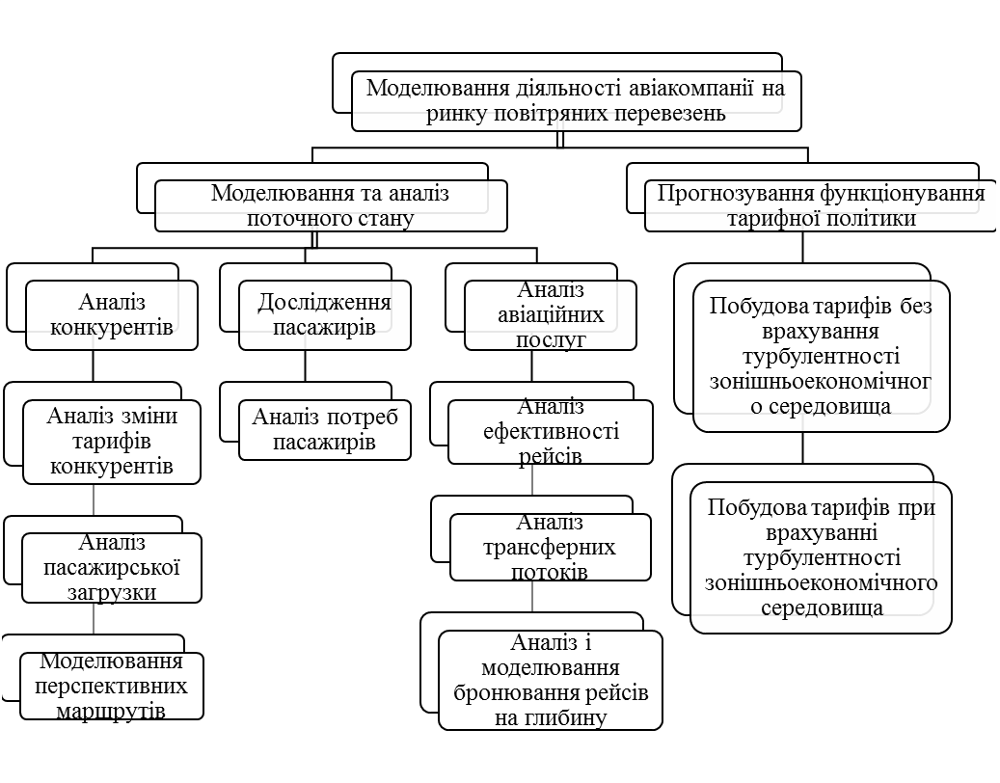 Моделювання діяльності авіакомпанії на
ринку повітряних перевезень
Моделювання та аналіз
поточного стану
Прогнозування функціонування
тарифної політики
Аналіз
конкурентів
Дослідження
пасажирів
Аналіз
авіаційних
послуг
Побудова тарифів без
врахування
турбулентності
зонішньоекономічног
о середовища
Аналіз зміни
тарифів
конкурентів
Аналіз потреб
пасажирів
Аналіз
ефективності
рейсів
Побудова тарифів при
врахуванні
турбулентності
зонішньоекономічного
середовища
Аналіз
пасажирської
загрузки
Аналіз
трансферних
потоків
Моделювання
перспективних
маршрутів
Аналіз і
моделювання
бронювання рейсів
на глибину